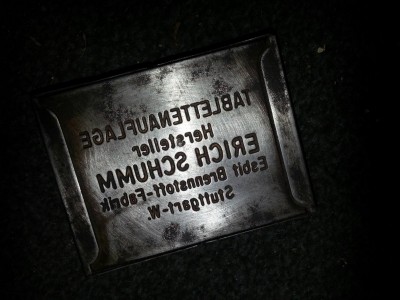 TABLETTENAUFLAGE
Hersteller
ERICH SCHUMM
Esbit Brennstoff-Fabrik
Stuttgart-W.